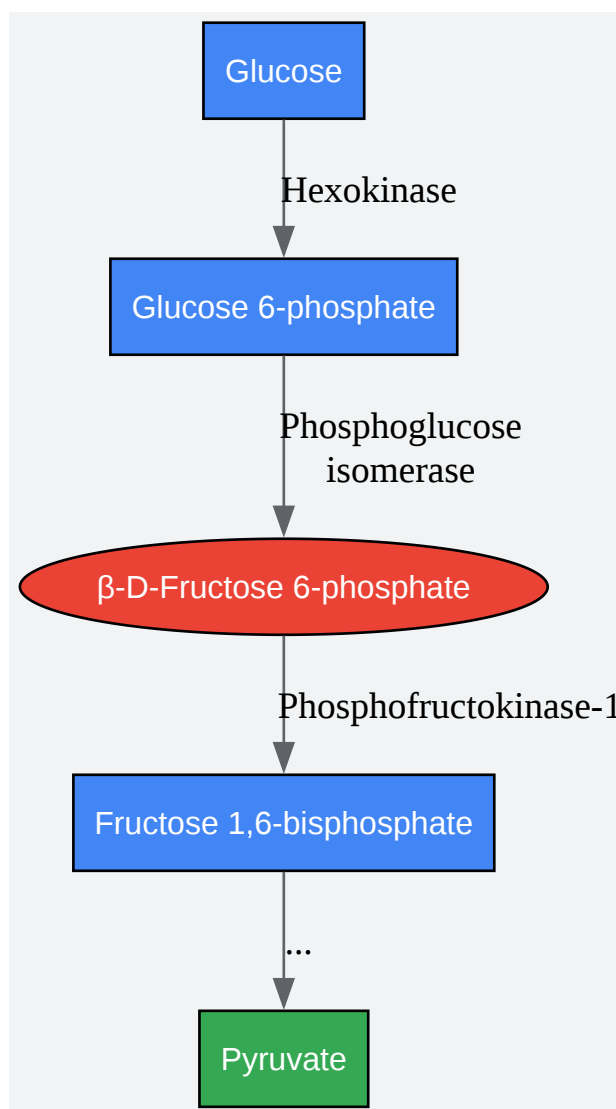 Glucose
Hexokinase
Glucose 6-phosphate
Phosphoglucose
isomerase
β-D-Fructose 6-phosphate
Phosphofructokinase-1
Fructose 1,6-bisphosphate
...
Pyruvate